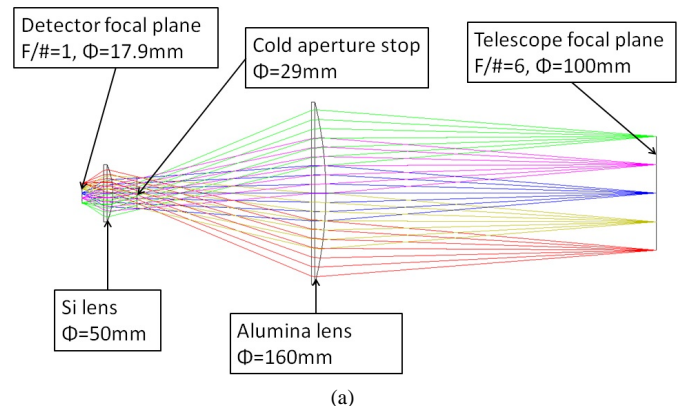 Detector focal plane
F/#=1, Φ=17.9mm
Cold aperture stop
Φ=29mm
Telescope focal plane
F/#=6, Φ=100mm
Si lens
Φ=50mm
Alumina lens
Φ=160mm
(a)